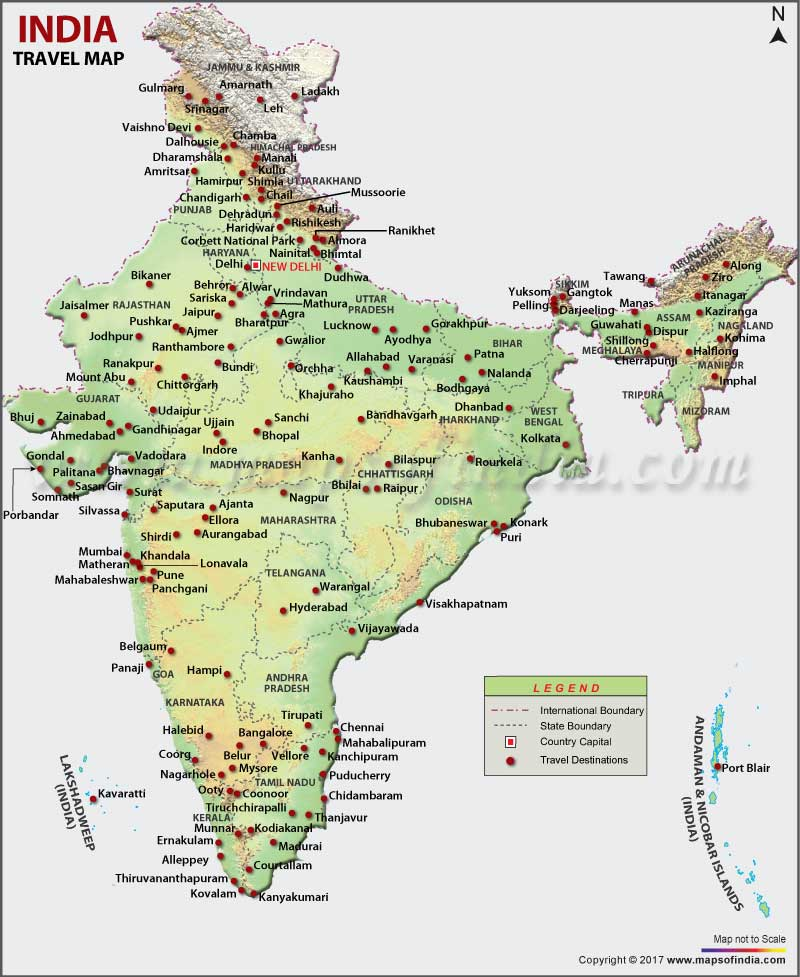 INDIA
TRAVEL MAP
N
JAMMU & KASHMIR
Gulmarg
Amarnath
Ladakh
Srinagar
Leh
Vaishno Devi
Chamba
Dalhousie
HIMACHAL PRADESH
Dharamshala
Manali
Amritsar
Kullu
Hamirpur
Shimla
UTTARAKHAND
Chandigarh
Chail
Mussoorie
PUNJAB
Dehradun
Auli
Rishikesh
Haridwar
Ranikhet
Corbett National Park
Almora
HARYANA
Nainital
Bhimtal
Delhi
NEW DELHI
Dudhwa
Bikaner
Behror
Alwar
Vrindavan
Sariska
Mathura
UTTAR
PRADESH
Jaisalmer
RAJASTHAN
Jaipur
Bharatpur
Agra
Pushkar
Ajmer
Lucknow
Ayodhya
Gorakhpur
Jodhpur
Ranthambore
Gwalior
BIHAR
Ranakpur
Bundi
Orchha
Allahabad
Varanasi
Patna
Mount Abu
Chittorgarh
Kaushambi
Nalanda
Khajuraho
Bodhgaya
GUJARAT
Udaipur
Dhanbad
Bhuj
Zainabad
Sanchi
Bandhavgarh
JHARKHAND
WEST
BENGAL
Ahmedabad
Gandhinagar
Ujjain
Bhopal
Kolkata
Gondal
Vadodara
Indore
MADHYA PRADESH
Kanha
Bilaspur
Rourkela
Palitana
Bhavnagar
CHHATTISGARH
Sasan Gir
Bhilai
Raipur
Somnath
Surat
Nagpur
ODISHA
Porbandar
Silvassa
Saputara
Ajanta
Ellora
MAHARASHTRA
Bhubaneswar
Konark
Shirdi
Aurangabad
Puri
Mumbai
Khandala
Matheran
Lonavala
Pune
TELANGANA
Mahabaleshwar
Panchgani
Warangal
Hyderabad
Visakhapatnam
Vijayawada
Belgaum
Panaji
GOA
Hampi
ANDHRA
PRADESH
KARNATAKA
Tirupati
Halebid
Bangalore
Chennai
Mahabalipuram
Coorg
Belur
Vellore
Kanchipuram
Nagarhole
Mysore
Puducherry
TAMIL NADU
Ooty
Coonoor
Chidambaram
Tiruchchirapalli
KERALA
Thanjavur
Munnar
Kodiakanal
Ernakulam
Madurai
Alleppey
Courtallam
Thiruvananthapuram
Kovalam
Kanyakumari
LAKSHADWEEP
(INDIA)
Kavaratti
ARUNACHAL
PRADESH
Along
Tawang
Ziro
SIKKIM
Yuksom
Gangtok
Itanagar
Pelling
Darjeeling
Manas
Kaziranga
ASSAM
Guwahati
Dispur
NAGALAND
Kohima
Shillong
MEGHALAYA
Halflong
Cherrapunji
MANIPUR
Imphal
TRIPURA
MIZORAM
LEGEND
International Boundary
State Boundary
Country Capital
Travel Destinations
Port Blair
ANDAMAN & NICOBAR ISLANDS
(INDIA)
Map not to Scale
Copyright © 2017 www.mapsofindia.com